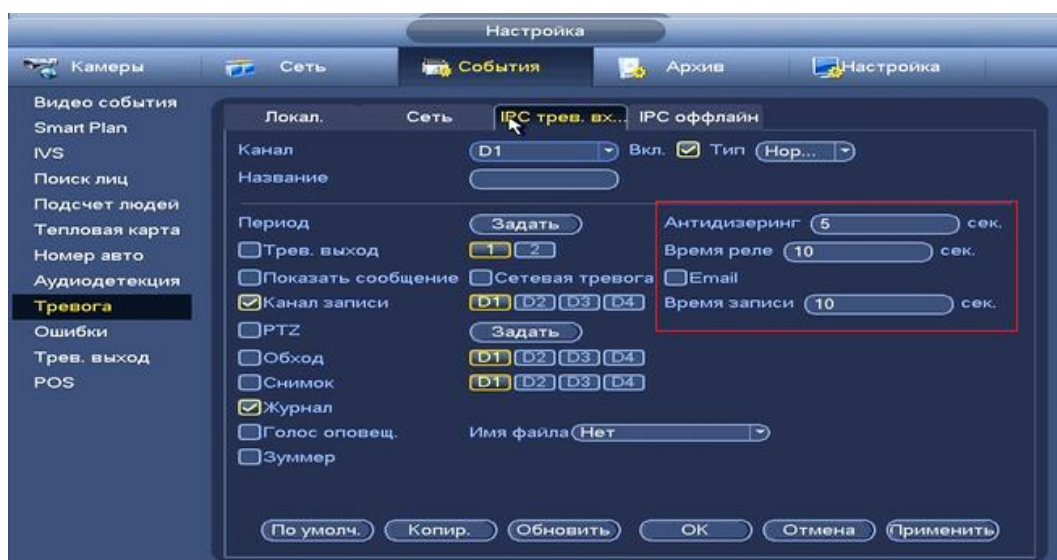 Настройка
Камеры Сеть События Архив Настройка
Видео события
Smart Plan
IVS
Поиск лиц
Подсчет людей
Тепловая карта
Номер авто
Аудиодетекция
Тревога
Ошибки
Трев. выход
POS
Локал. Сеть IPC трев. вх... IPC оффлайн
Канал D1 Вкл. Тип Нор...
Название
Период Задать Антидизеринг 5 сек.
Трев. выход 1 2 Время реле 10 сек.
Показать сообщение Сетевая тревога Email
Канал записи D1 D2 D3 D4 Время записи 10 сек.
PTZ Задать
Обход D1 D2 D3 D4
Снимок D1 D2 D3 D4
Журнал
Голос оповещ. Имя файла Нет
Зуммер
По умолч. Копир. Обновить OK Отмена Применить